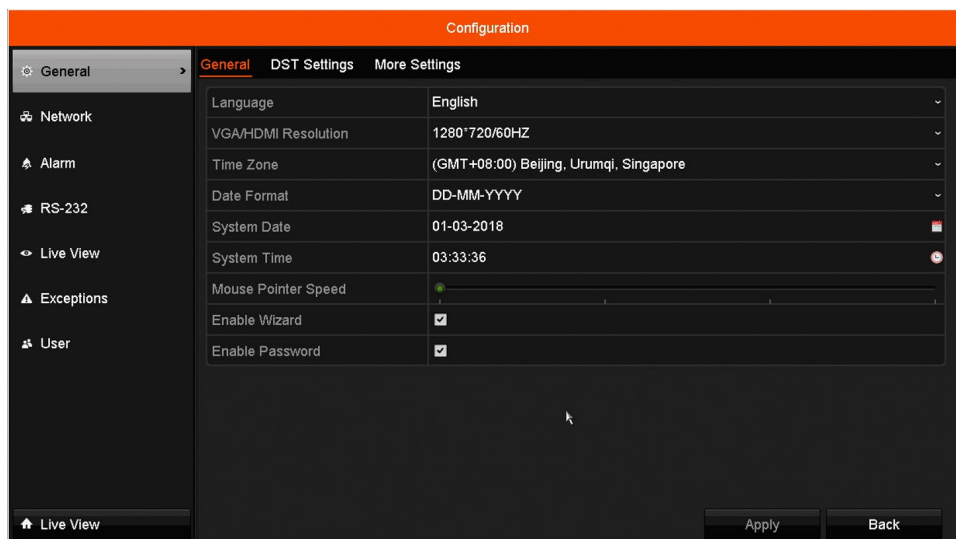 Configuration
General
Network
Alarm
RS-232
Live View
Exceptions
User
Live View
General DST Settings More Settings
Language English
VGA/HDMI Resolution 1280*720/60HZ
Time Zone (GMT+08:00) Beijing, Urumqi, Singapore
Date Format DD-MM-YYYY
System Date 01-03-2018
System Time 03:33:36
Mouse Pointer Speed
Enable Wizard
Enable Password
Apply Back